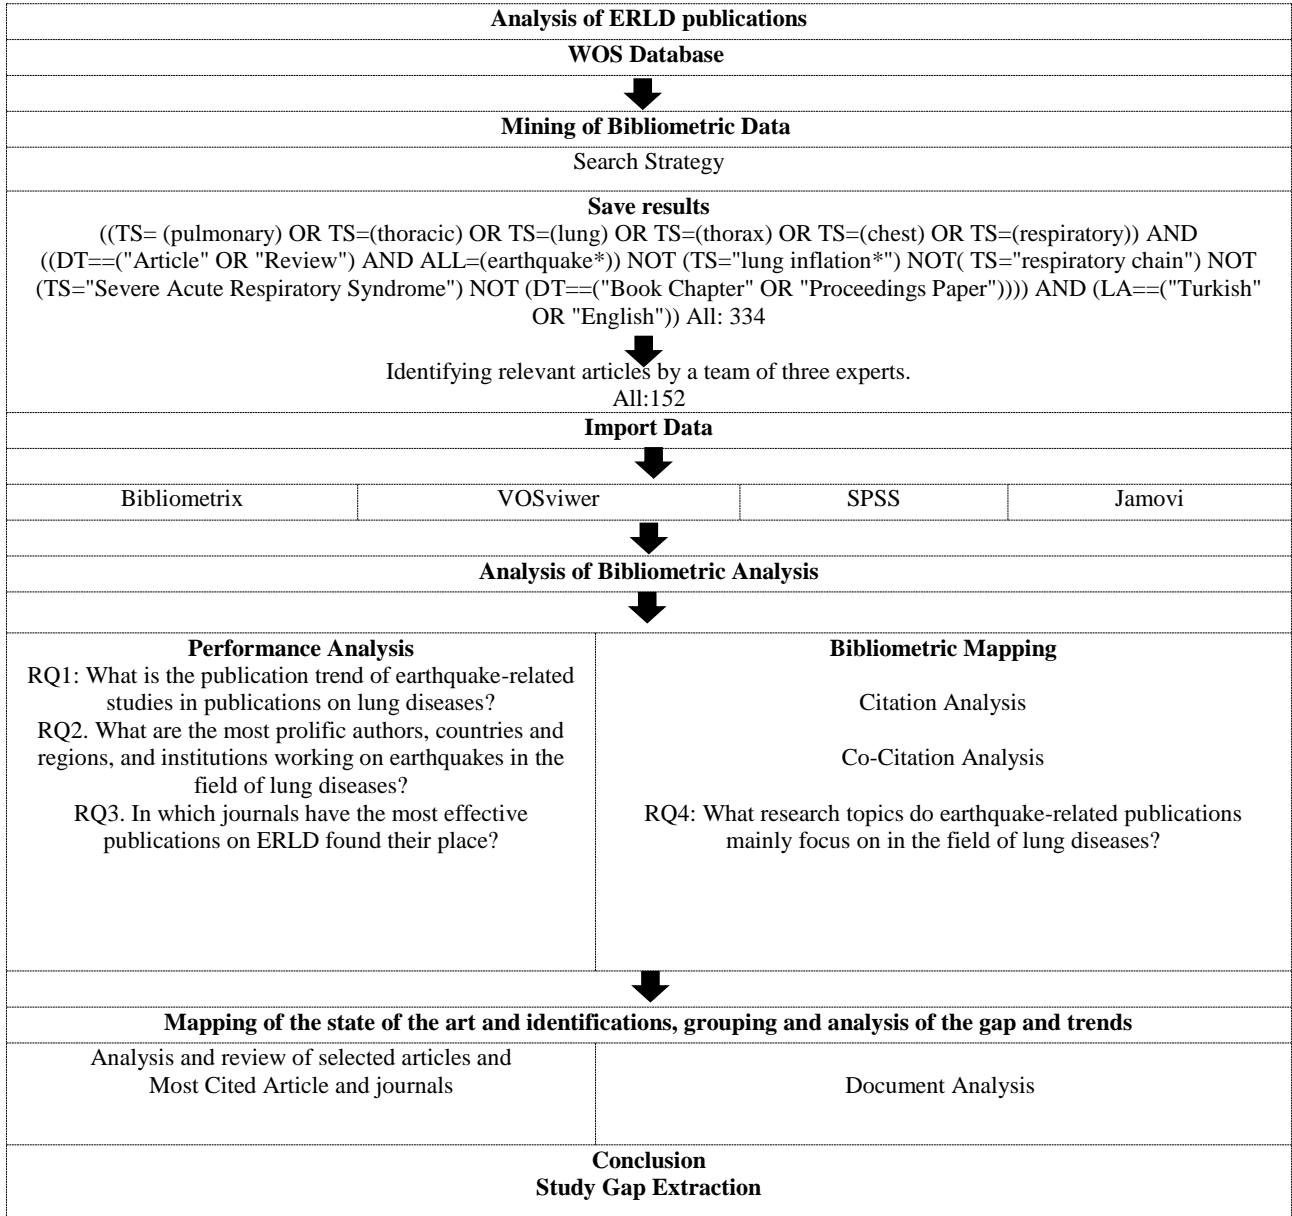 Analysis of ERLD publications
WOS Database
Mining of Bibliometric Data
Search Strategy
Save results
((TS= (pulmonary) OR TS=(thoracic) OR TS=(lung) OR TS=(thorax) OR TS=(chest) OR TS=(respiratory)) AND
((DT==("Article" OR "Review") AND ALL=(earthquake*)) NOT (TS="lung inflation*") NOT( TS="respiratory chain") NOT
(TS="Severe Acute Respiratory Syndrome") NOT (DT==("Book Chapter" OR "Proceedings Paper")))) AND (LA==("Turkish"
OR "English")) All: 334
Identifying relevant articles by a team of three experts.
All:152
Import Data
Bibliometrix
VOSviwer
SPSS
Jamovi
Analysis of Bibliometric Analysis
Performance Analysis
RQ1: What is the publication trend of earthquake-related
studies in publications on lung diseases?
RQ2. What are the most prolific authors, countries and
regions, and institutions working on earthquakes in the
field of lung diseases?
RQ3. In which journals have the most effective
publications on ERLD found their place?
Bibliometric Mapping
Citation Analysis
Co-Citation Analysis
RQ4: What research topics do earthquake-related publications
mainly focus on in the field of lung diseases?
Mapping of the state of the art and identifications, grouping and analysis of the gap and trends
Analysis and review of selected articles and
Most Cited Article and journals
Document Analysis
Conclusion
Study Gap Extraction